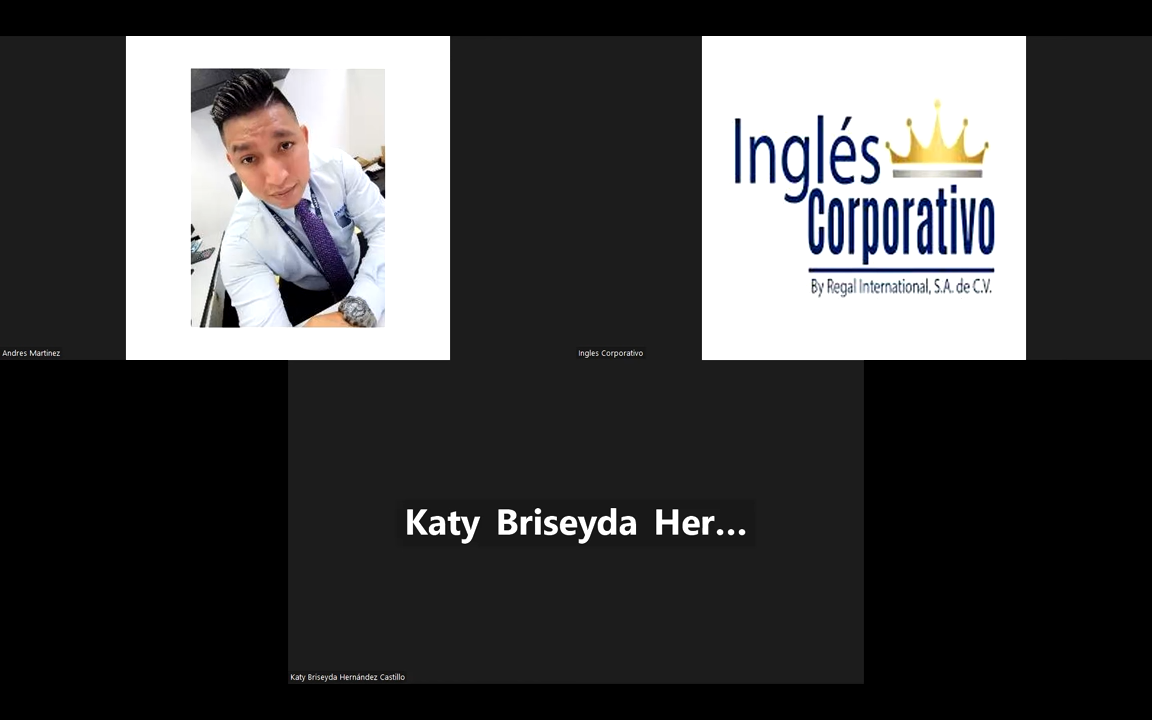 Inglés
Corporativo
By Regal International, S.A. de C.V.
Andres Martinez
Ingles Corporativo
Katy Briseyda Her...
Katy Briseyda Hernández Castillo